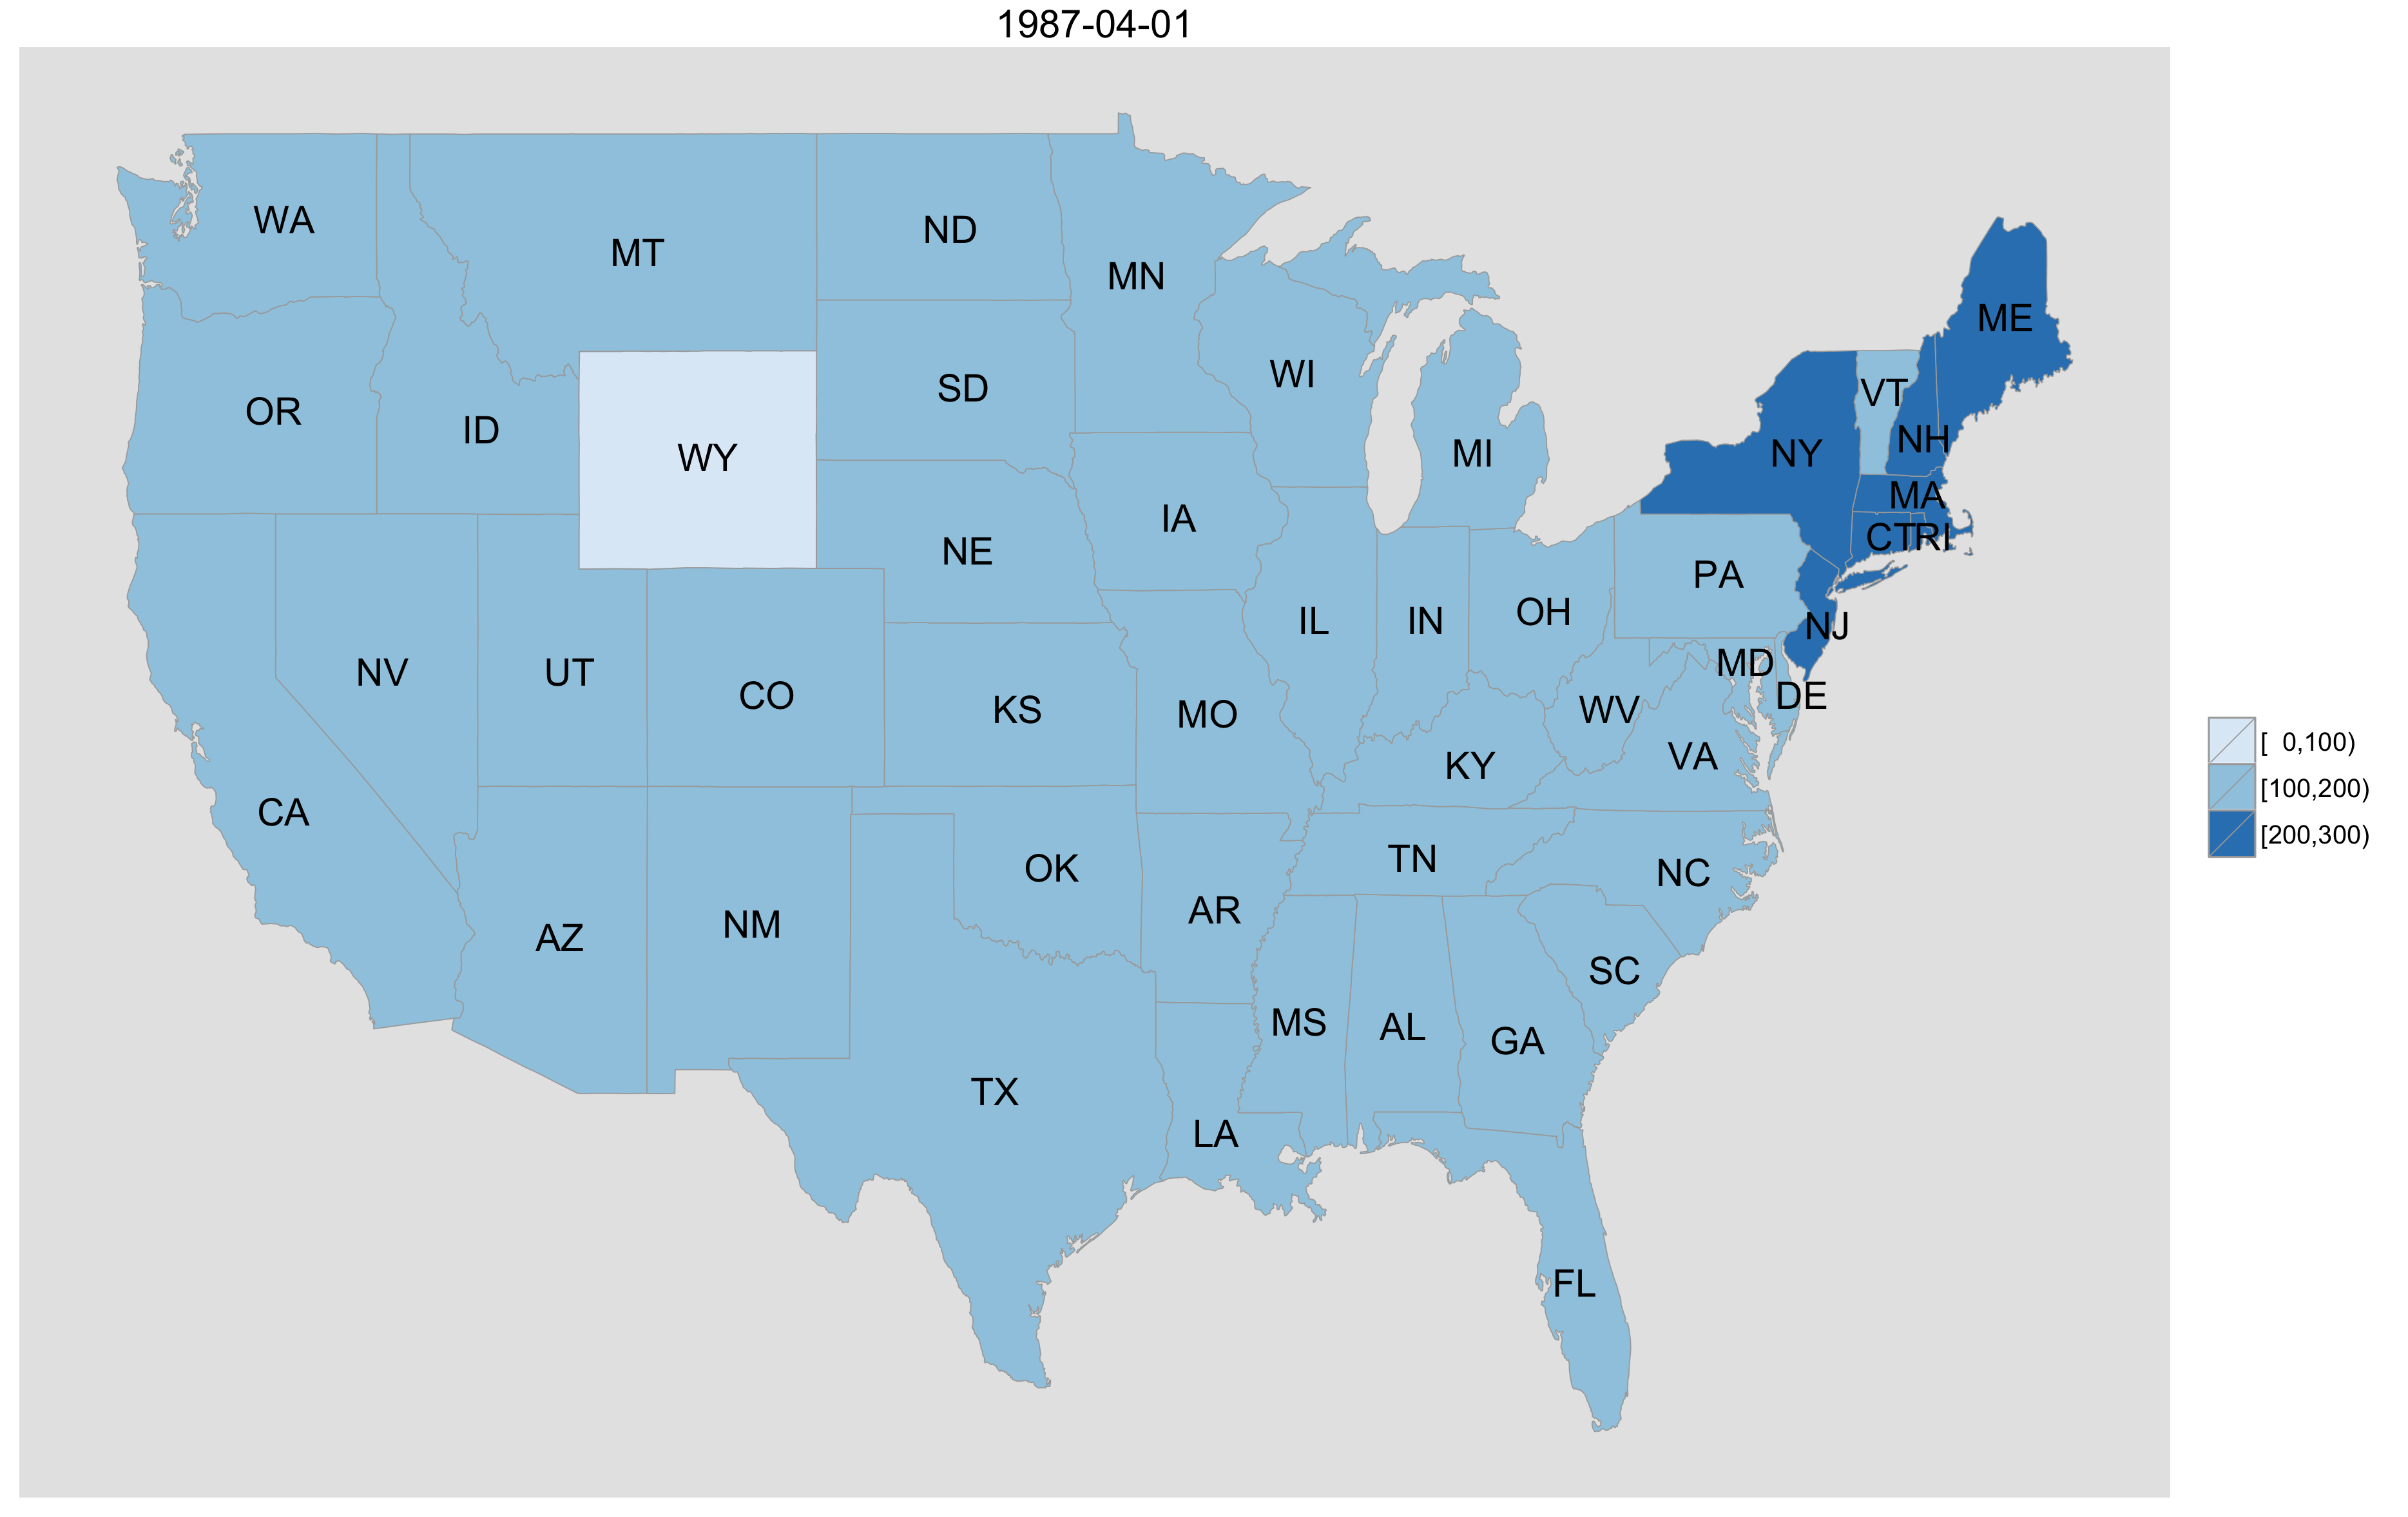 1987-04-01
WA
MT
ND
MN
ME
OR
ID
WY
SD
WI
MI
VT
NH
NY
MA
CT
RI
NE
IA
PA
NV
UT
CO
KS
MO
IL
IN
OH
NJ
MD
DE
WV
VA
KY
CA
AZ
NM
OK
AR
TN
NC
SC
MS
AL
GA
TX
LA
FL
[  0,100)
[100,200)
[200,300)